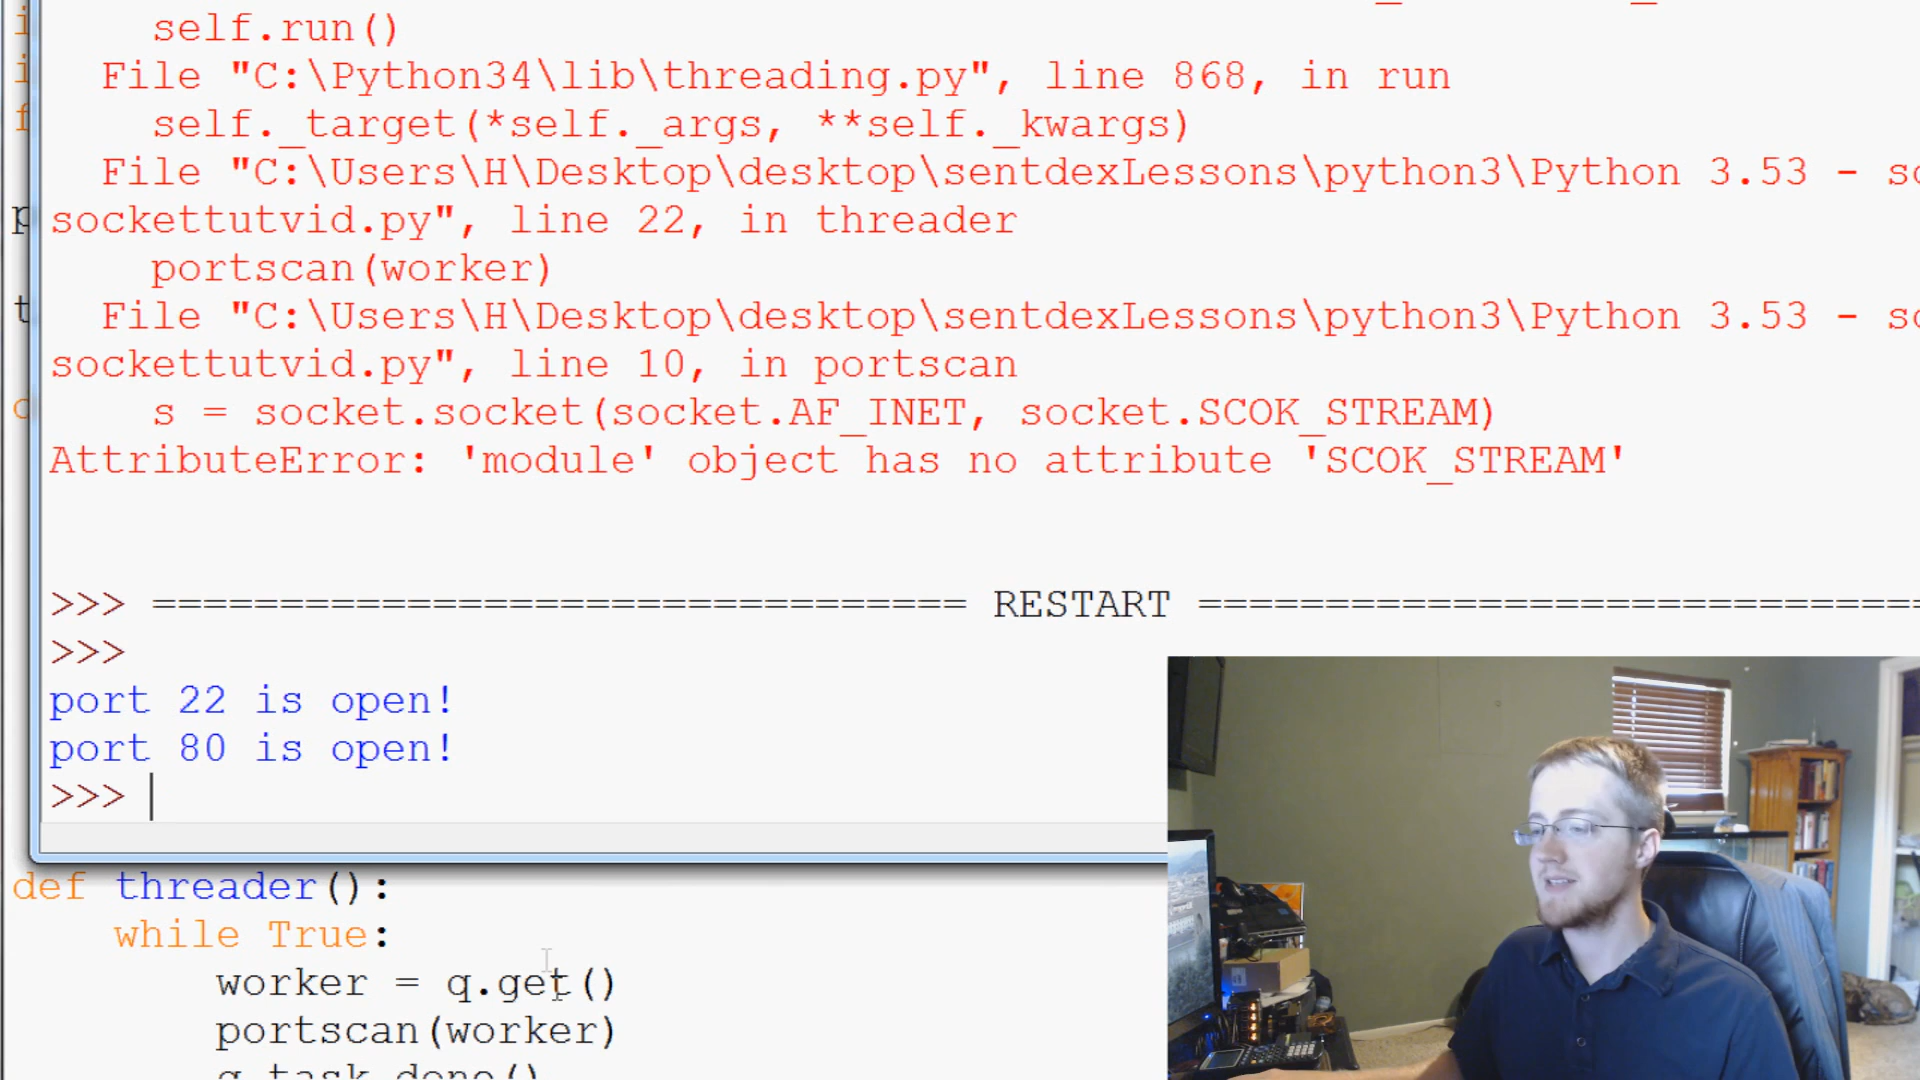 self.run()
File "C:\Python34\lib\threading.py", line 868, in run
self._target(*self._args, **self._kwargs)
File "C:\Users\H\Desktop\desktop\sentdexLessons\python3\Python 3.53 - so
sockettutvid.py", line 22, in threader
portscan(worker)
File "C:\Users\H\Desktop\desktop\sentdexLessons\python3\Python 3.53 - so
sockettutvid.py", line 10, in portscan
s = socket.socket(socket.AF_INET, socket.SCOK_STREAM)
AttributeError: 'module' object has no attribute 'SCOK_STREAM'
>>> ================================ RESTART =============================
>>>
port 22 is open!
port 80 is open!
>>>
def threader():
while True:
worker = q.get()
portscan(worker)
q.task_done()